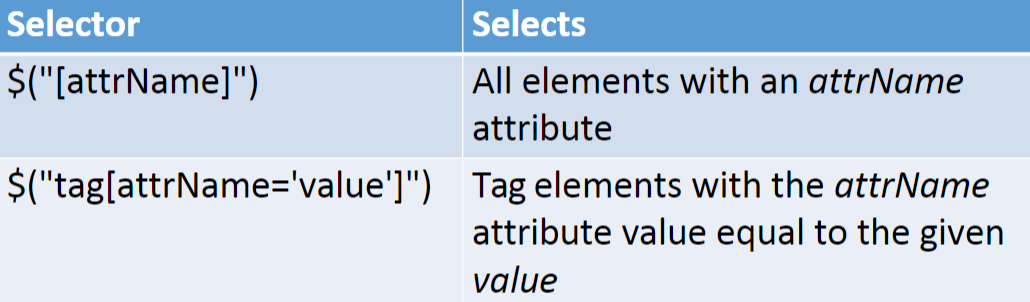 Selector
Selects
$("[attrName]")
All elements with an attrName
attribute
$("tag[attrName='value']")
Tag elements with the attrName
attribute value equal to the given
value